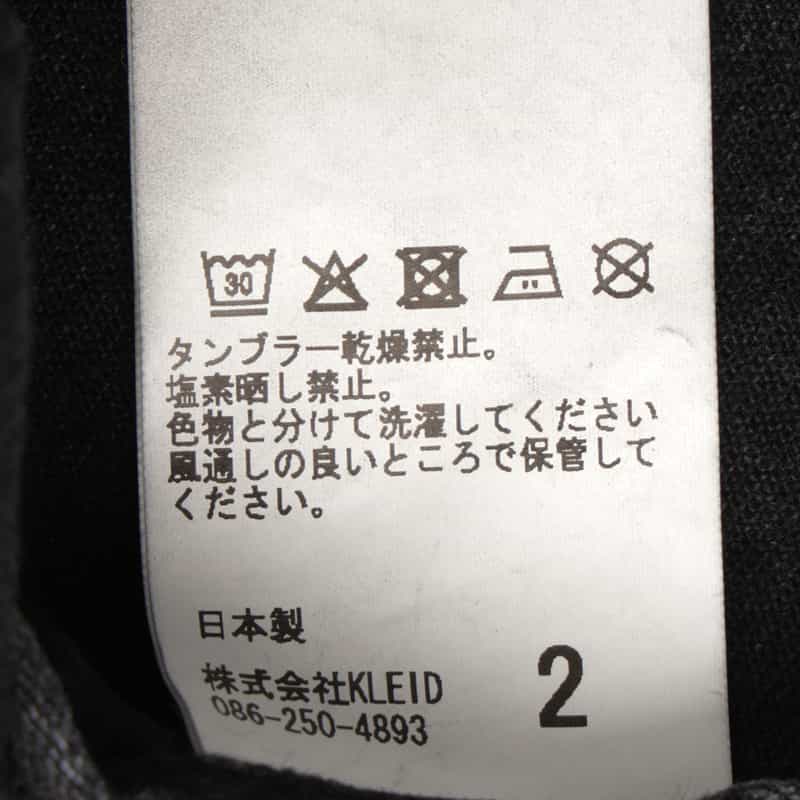 30
タンブラー乾燥禁止。
塩素晒し禁止。
色物と分けて洗濯してください
風通しの良いところで保管して
ください。
日本製
株式会社KLEID
086-250-4893
2